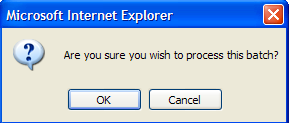 Microsoft Internet Explorer
Are you sure you wish to process this batch?
OK
Cancel